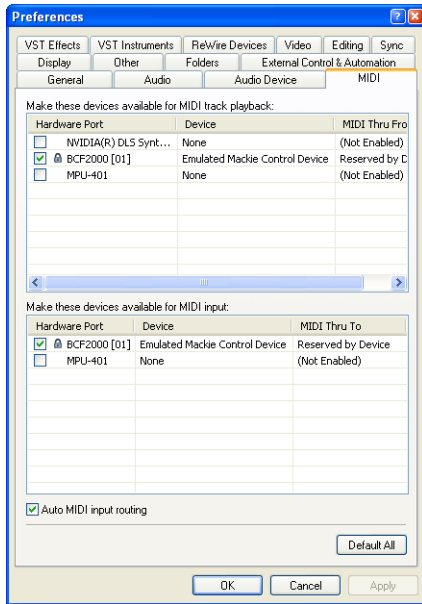 Preferences
VST Effects VST Instruments ReWire Devices Video Editing Sync
Display Other Folders External Control & Automation
General Audio Audio Device MIDI
Make these devices available for MIDI track playback:
Hardware Port Device MIDI Thru Fro
NVIDIA(R) DLS Synt... None (Not Enabled)
BCF2000 [01] Emulated Mackie Control Device Reserved by D
MPU-401 None (Not Enabled)
Make these devices available for MIDI input:
Hardware Port Device MIDI Thru To
BCF2000 [01] Emulated Mackie Control Device Reserved by Device
MPU-401 None (Not Enabled)
Auto MIDI input routing
Default All
OK Cancel Apply